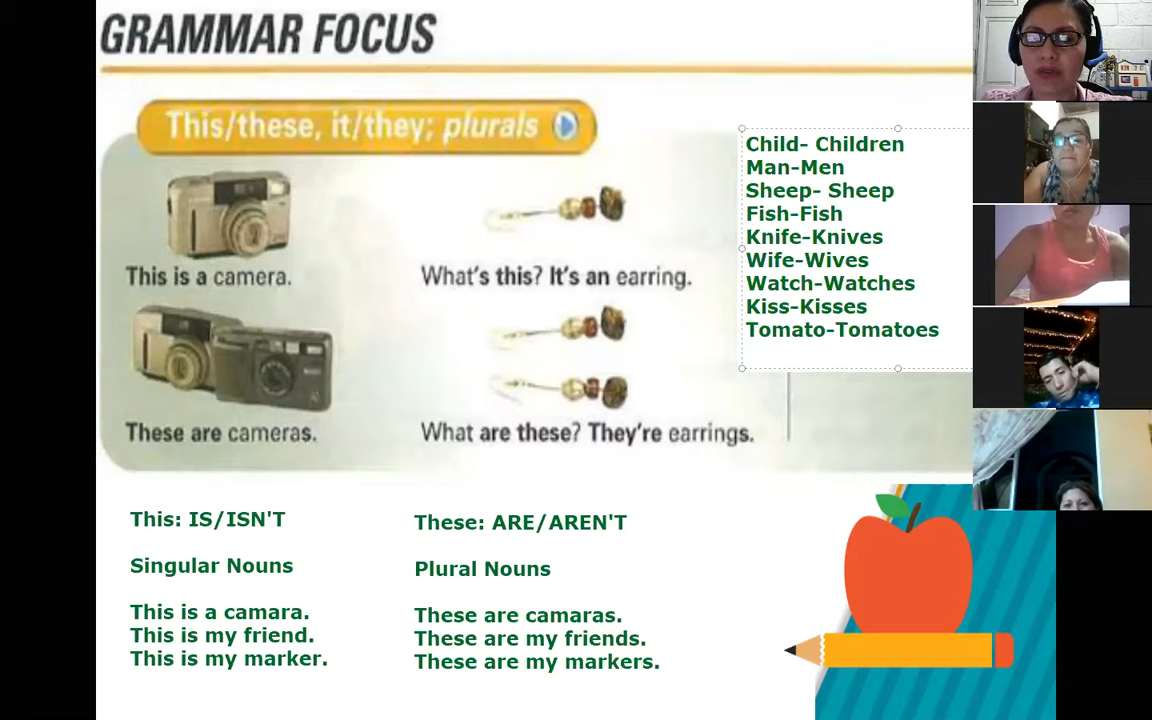 GRAMMAR FOCUS
This/these, it/they; plurals
This is a camera.
What's this? It's an earring.
These are cameras.
What are these? They're earrings.
Child- Children
Man-Men
Sheep- Sheep
Fish-Fish
Knife-Knives
Wife-Wives
Watch-Watches
Kiss-Kisses
Tomato-Tomatoes
This: IS/ISN'T
Singular Nouns
This is a camara.
This is my friend.
This is my marker.
These: ARE/AREN'T
Plural Nouns
These are camaras.
These are my friends.
These are my markers.